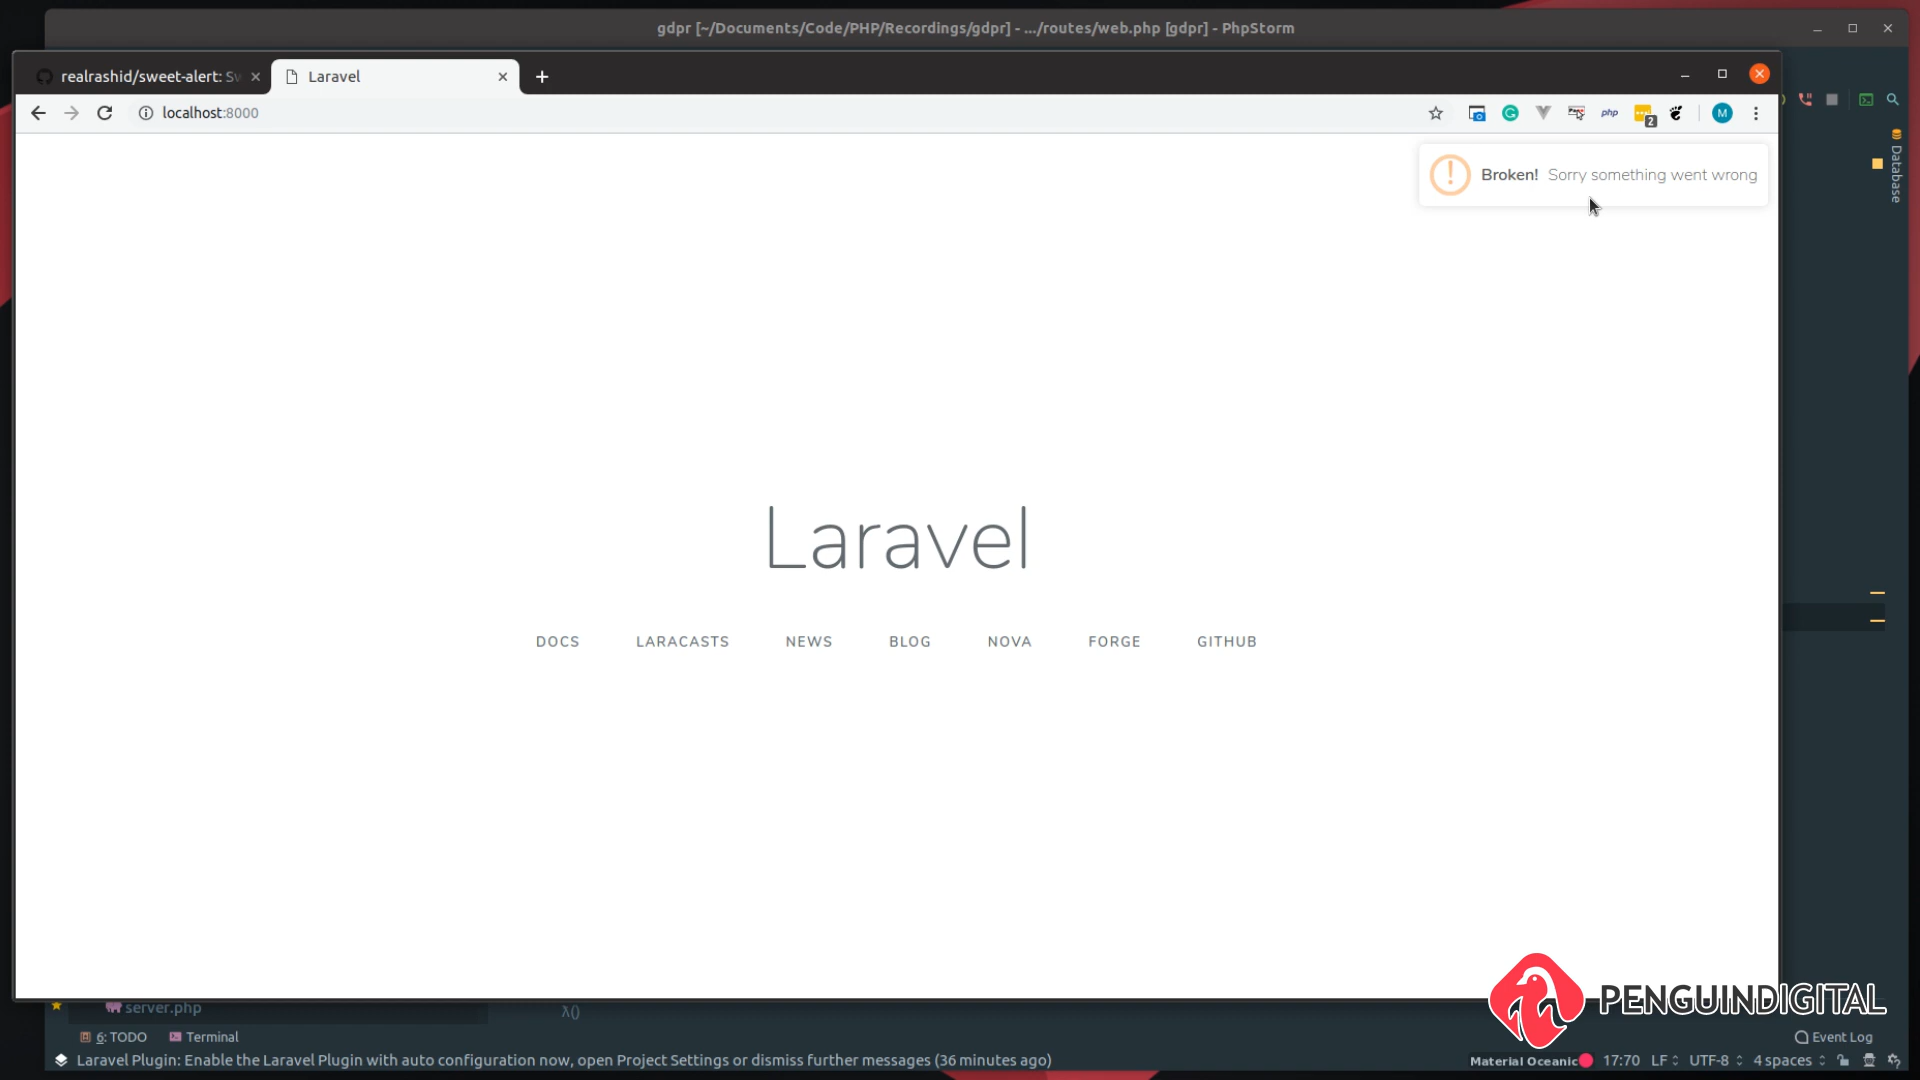 gdpr [~/Documents/Code/PHP/Recordings/gdpr] - .../routes/web.php [gdpr] - PhpStorm
realrashid/sweet-alert: Sw
Laravel
localhost:8000
php
2
M
Broken! Sorry something went wrong
Database
Laravel
DOCS LARACASTS NEWS BLOG NOVA FORGE GITHUB
server.php
λ()
PENGUINDIGITAL
6: TODO
Terminal
Event Log
Laravel Plugin: Enable the Laravel Plugin with auto configuration now, open Project Settings or dismiss further messages (36 minutes ago)
Material Oceanic 17:70 LF UTF-8 4 spaces